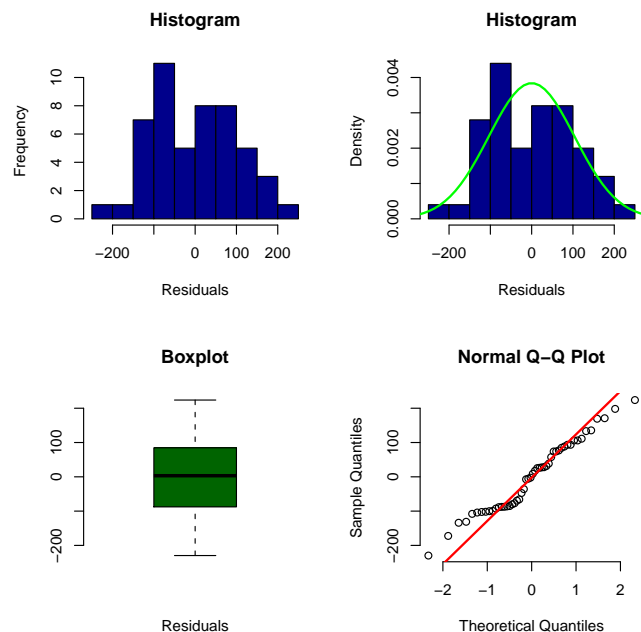 Histogram
Frequency
0
2
4
6
8
10
−200
0
100
200
Residuals
Histogram
Density
0.000
0.002
0.004
−200
0
100
200
Residuals
Boxplot
−200
0
100
Residuals
Normal Q−Q Plot
Sample Quantiles
−200
0
100
−2
−1
0
1
2
Theoretical Quantiles